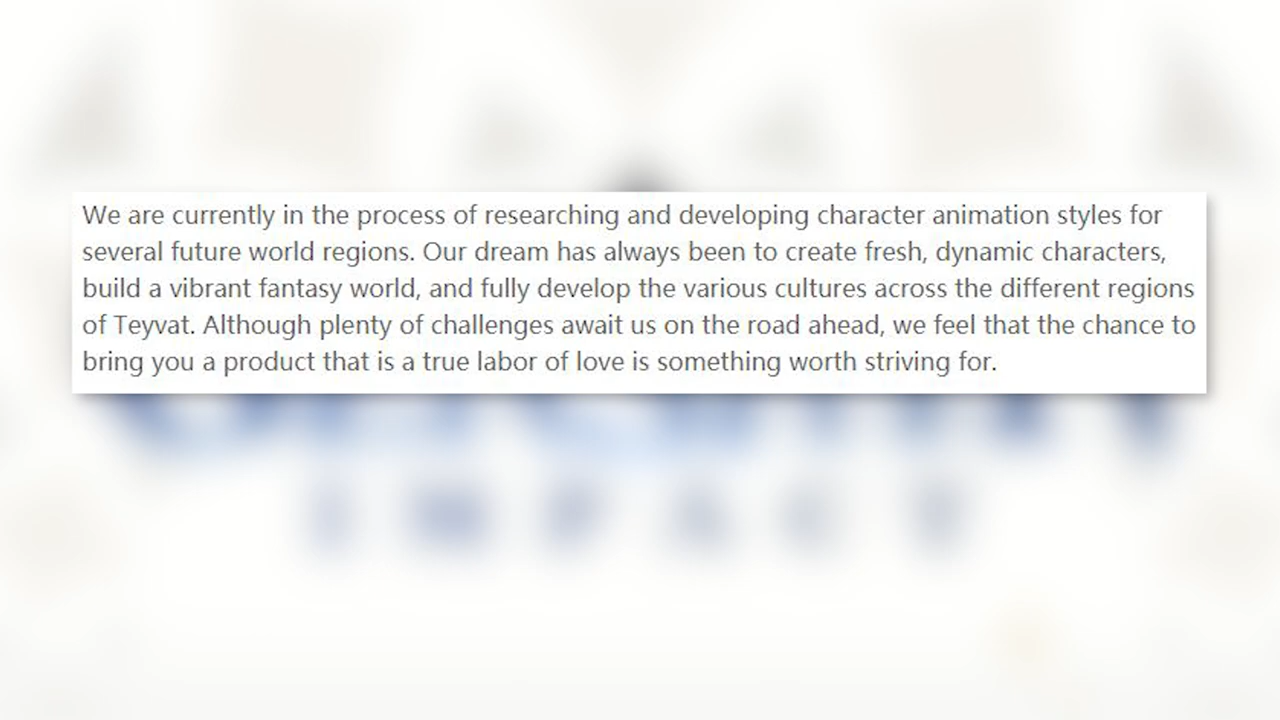 We are currently in the process of researching and developing character animation styles for
several future world regions. Our dream has always been to create fresh, dynamic characters,
build a vibrant fantasy world, and fully develop the various cultures across the different regions
of Teyvat. Although plenty of challenges await us on the road ahead, we feel that the chance to
bring you a product that is a true labor of love is something worth striving for.
IMPACT